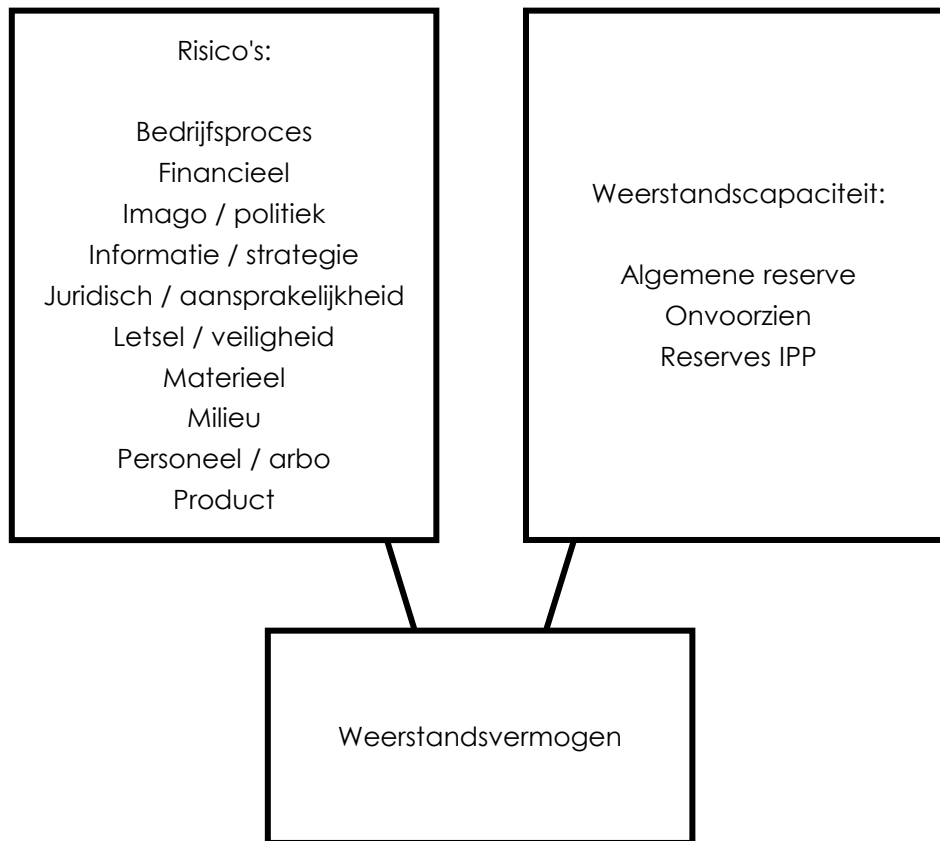 Risico's:
Bedrijfsproces
Financieel
Imago / politiek
Informatie / strategie
Juridisch / aansprakelijkheid
Letsel / veiligheid
Materieel
Milieu
Personeel / arbo
Product
Weerstandscapaciteit:
Algemene reserve
Onvoorzien
Reserves IPP
Weerstandsvermogen